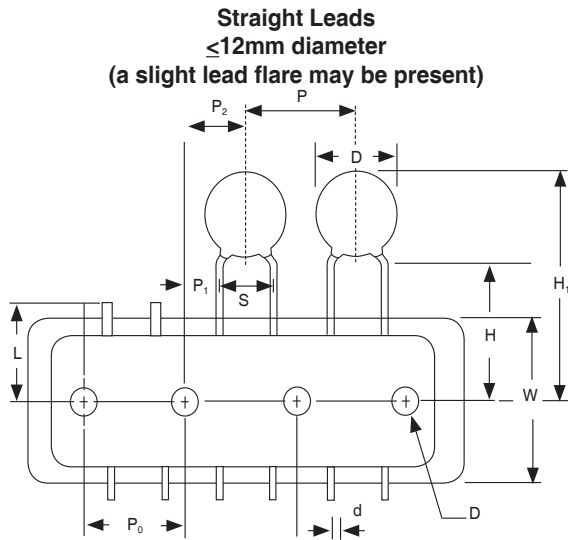 Straight Leads
≤12mm diameter
(a slight lead flare may be present)
P
P₂
D
P₁
S
H₁
H
L
W
d
D
P₀